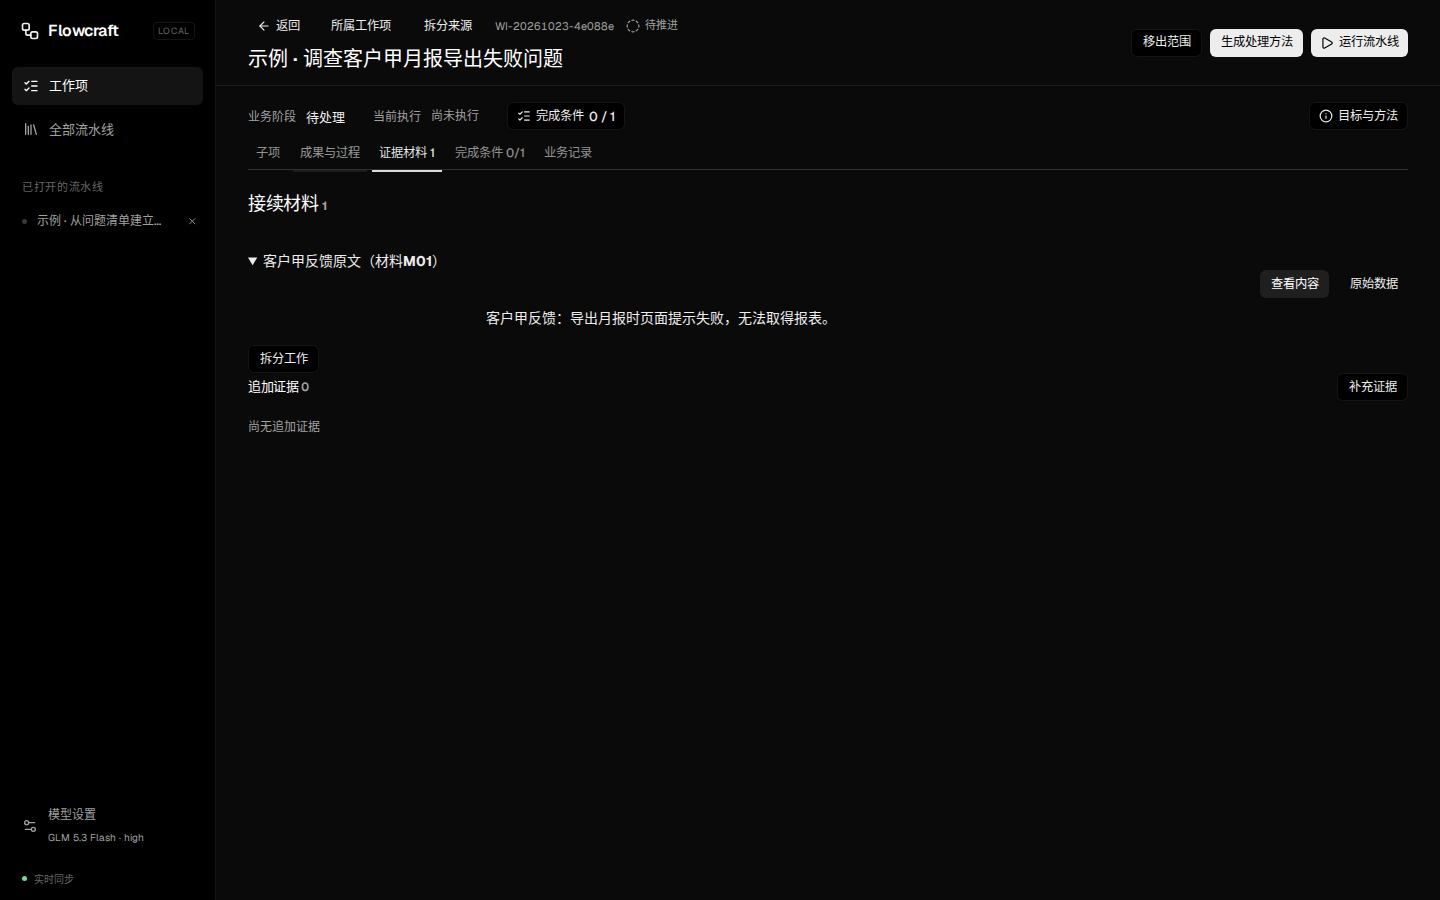 Flowcraft
LOCAL
工作项
全部流水线
已打开的流水线
示例 · 从问题清单建立...
模型设置
GLM 5.3 Flash · high
实时同步
返回 所属工作项 拆分来源 WI-20261023-4e088e 待推进
示例 · 调查客户甲月报导出失败问题
移出范围 生成处理方法 运行流水线
业务阶段 待处理 当前执行 尚未执行 完成条件 0 / 1 目标与方法
子项 成果与过程 证据材料 1 完成条件 0/1 业务记录
接续材料 1
客户甲反馈原文（材料M01）
查看内容 原始数据
客户甲反馈：导出月报时页面提示失败，无法取得报表。
拆分工作
追加证据 0 补充证据
尚无追加证据